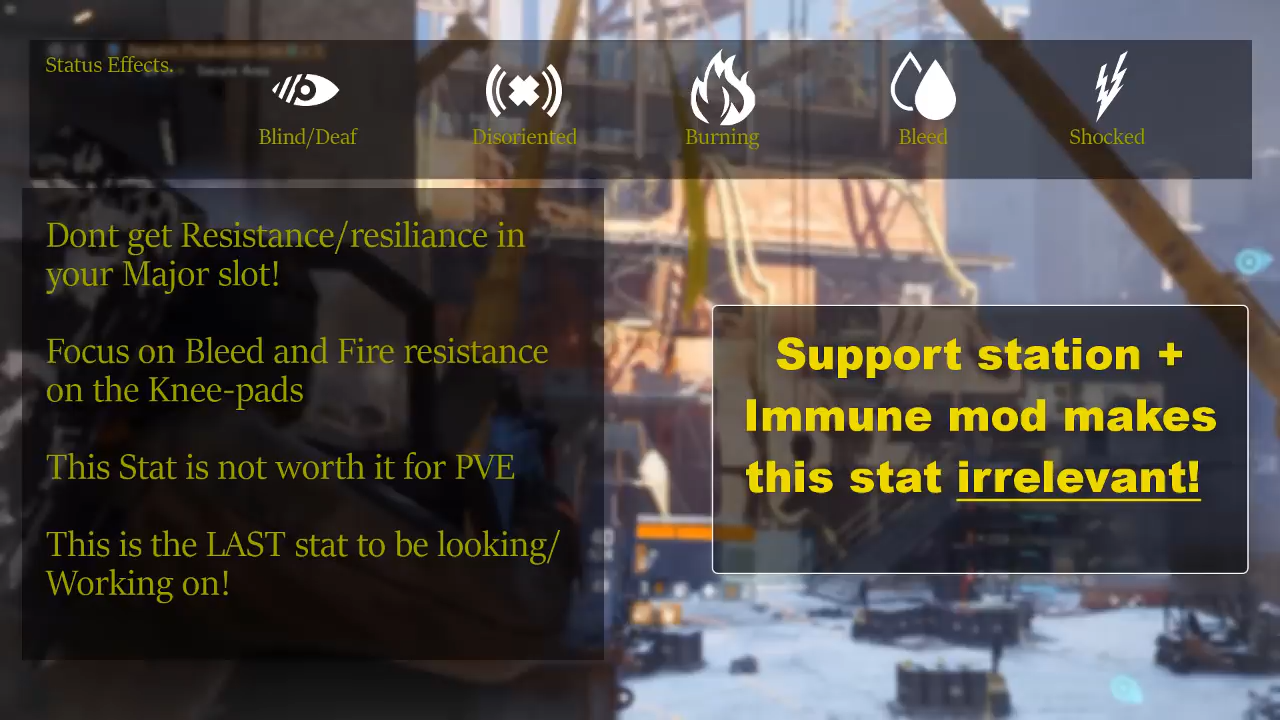 Status Effects.
Blind/Deaf
Disoriented
Burning
Bleed
Shocked
Dont get Resistance/resiliance in
your Major slot!
Focus on Bleed and Fire resistance
on the Knee-pads
This Stat is not worth it for PVE
This is the LAST stat to be looking/
Working on!
Support station +
Immune mod makes
this stat irrelevant!